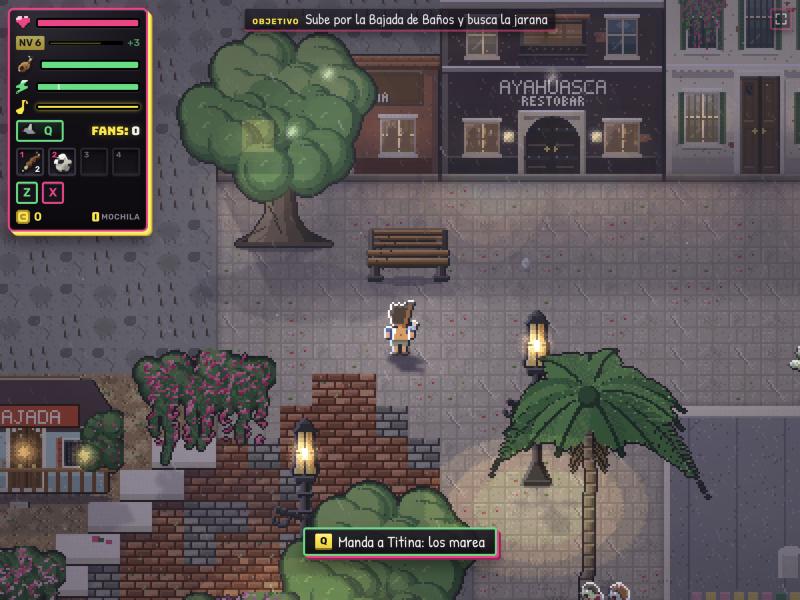 OBJETIVO Sube por la Bajada de Baños y busca la jarana
NV 6 +3
Q FANS: 0
1 2 3 4
2
Z X
C 0 I MOCHILA
AYAHUASCA
RESTOBAR
AJADA
Q Manda a Titina: los marea